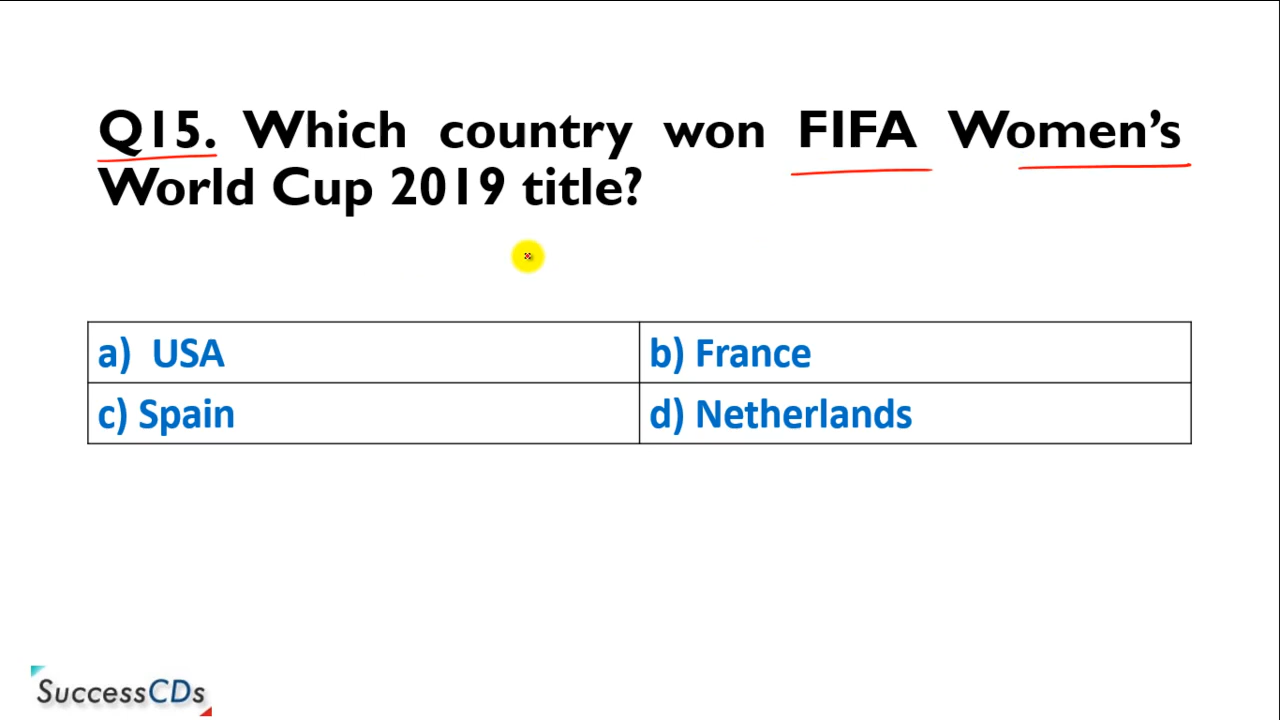 Q15. Which country won FIFA Women’s
World Cup 2019 title?
a) USA
b) France
c) Spain
d) Netherlands
SuccessCDs